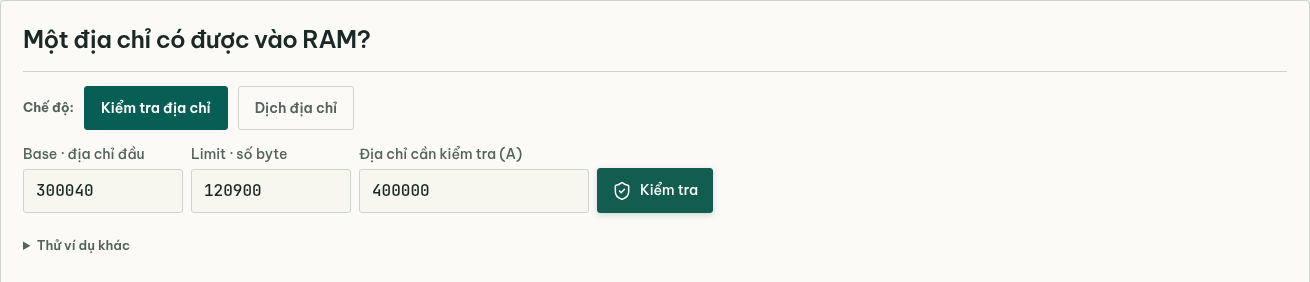 Một địa chỉ có được vào RAM?
Chế độ: Kiểm tra địa chỉ Dịch địa chỉ
Base · địa chỉ đầu Limit · số byte Địa chỉ cần kiểm tra (A)
300040 120900 400000 Kiểm tra
Thử ví dụ khác